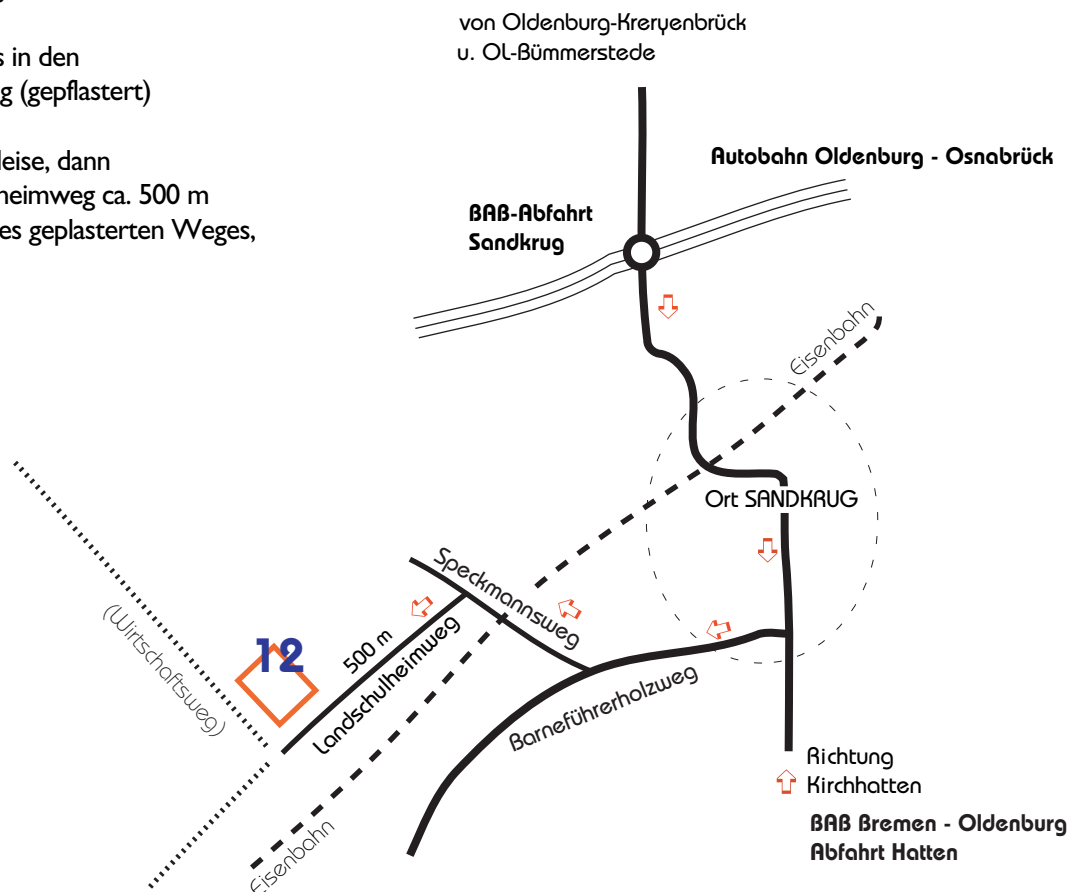 s in den
g (gepflastert)
leise, dann
heimweg ca. 500 m
es geplasterten Weges,
von Oldenburg-Kreryenbrück
u. OL-Bümmerstede
Autobahn Oldenburg - Osnabrück
BAB-Abfahrt
Sandkrug
Eisenbahn
Ort SANDKRUG
Speckmannsweg
(Wirtschaftsweg)
12
500 m
Landschulheimweg
Barneführerholzweg
Eisenbahn
Richtung
Kirchhatten
BAB Bremen - Oldenburg
Abfahrt Hatten